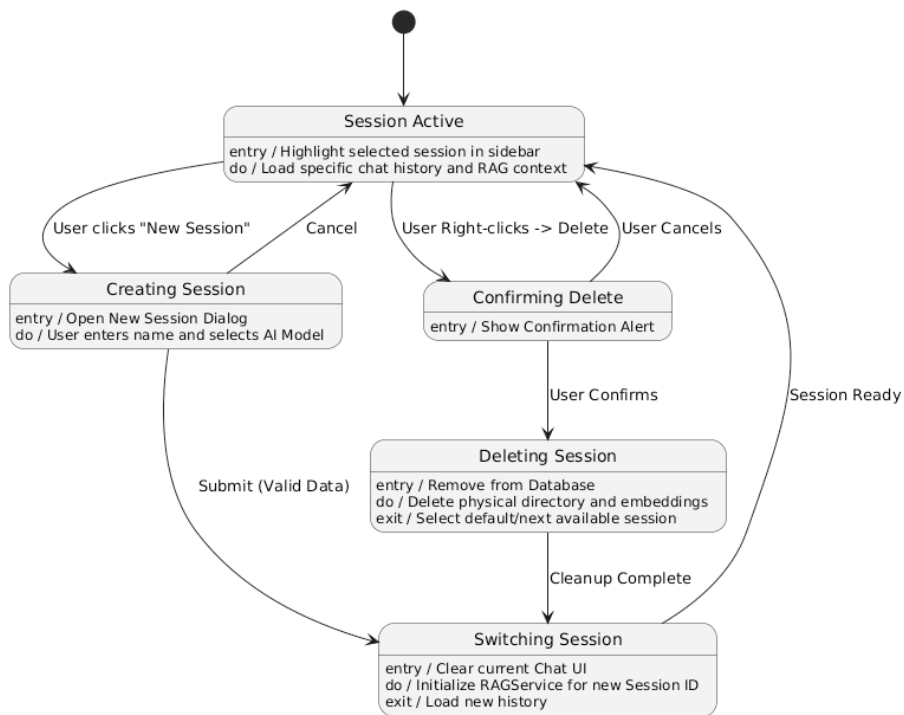 Session Active
entry / Highlight selected session in sidebar
do / Load specific chat history and RAG context
User clicks "New Session"
Cancel
User Right-clicks -> Delete
User Cancels
Creating Session
entry / Open New Session Dialog
do / User enters name and selects AI Model
Confirming Delete
entry / Show Confirmation Alert
User Confirms
Session Ready
Deleting Session
entry / Remove from Database
do / Delete physical directory and embeddings
exit / Select default/next available session
Submit (Valid Data)
Cleanup Complete
Switching Session
entry / Clear current Chat UI
do / Initialize RAGService for new Session ID
exit / Load new history